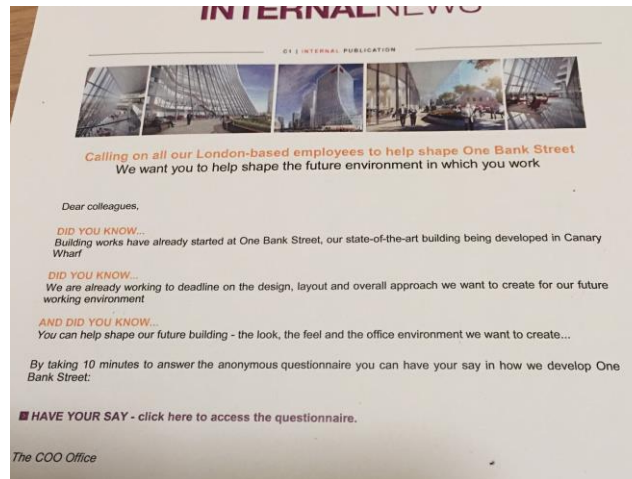 INTERNALNEWS
C1 | INTERNAL PUBLICATION
Calling on all our London-based employees to help shape One Bank Street
We want you to help shape the future environment in which you work
Dear colleagues,
DID YOU KNOW...
Building works have already started at One Bank Street, our state-of-the-art building being developed in Canary
Wharf
DID YOU KNOW...
We are already working to deadline on the design, layout and overall approach we want to create for our future
working environment
AND DID YOU KNOW...
You can help shape our future building - the look, the feel and the office environment we want to create...
By taking 10 minutes to answer the anonymous questionnaire you can have your say in how we develop One
Bank Street:
HAVE YOUR SAY - click here to access the questionnaire.
The COO Office